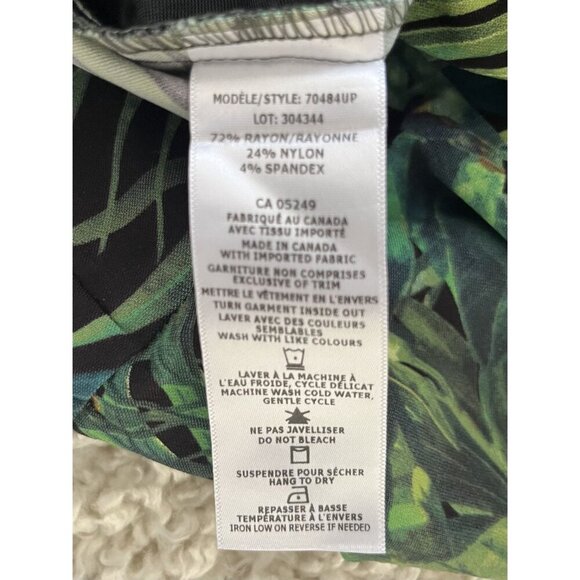 MODÈLE/STYLE: 70484UP
LOT: 304344
72% RAYON/RAYONNE
24% NYLON
4% SPANDEX
CA 05249
FABRIQUÉ AU CANADA
AVEC TISSU IMPORTÉ
MADE IN CANADA
WITH IMPORTED FABRIC
GARNITURE NON COMPRISES
EXCLUSIVE OF TRIM
METTRE LE VÊTEMENT EN L'ENVERS
TURN GARMENT INSIDE OUT
LAVER AVEC DES COULEURS
SEMBLABLES
WASH WITH LIKE COLOURS
LAVER À LA MACHINE À
L'EAU FROIDE, CYCLE DÉLICAT
MACHINE WASH COLD WATER,
GENTLE CYCLE
NE PAS JAVELLISER
DO NOT BLEACH
SUSPENDRE POUR SÉCHER
HANG TO DRY
REPASSER À BASSE
TEMPÉRATURE À L'ENVERS
IRON LOW ON REVERSE IF NEEDED